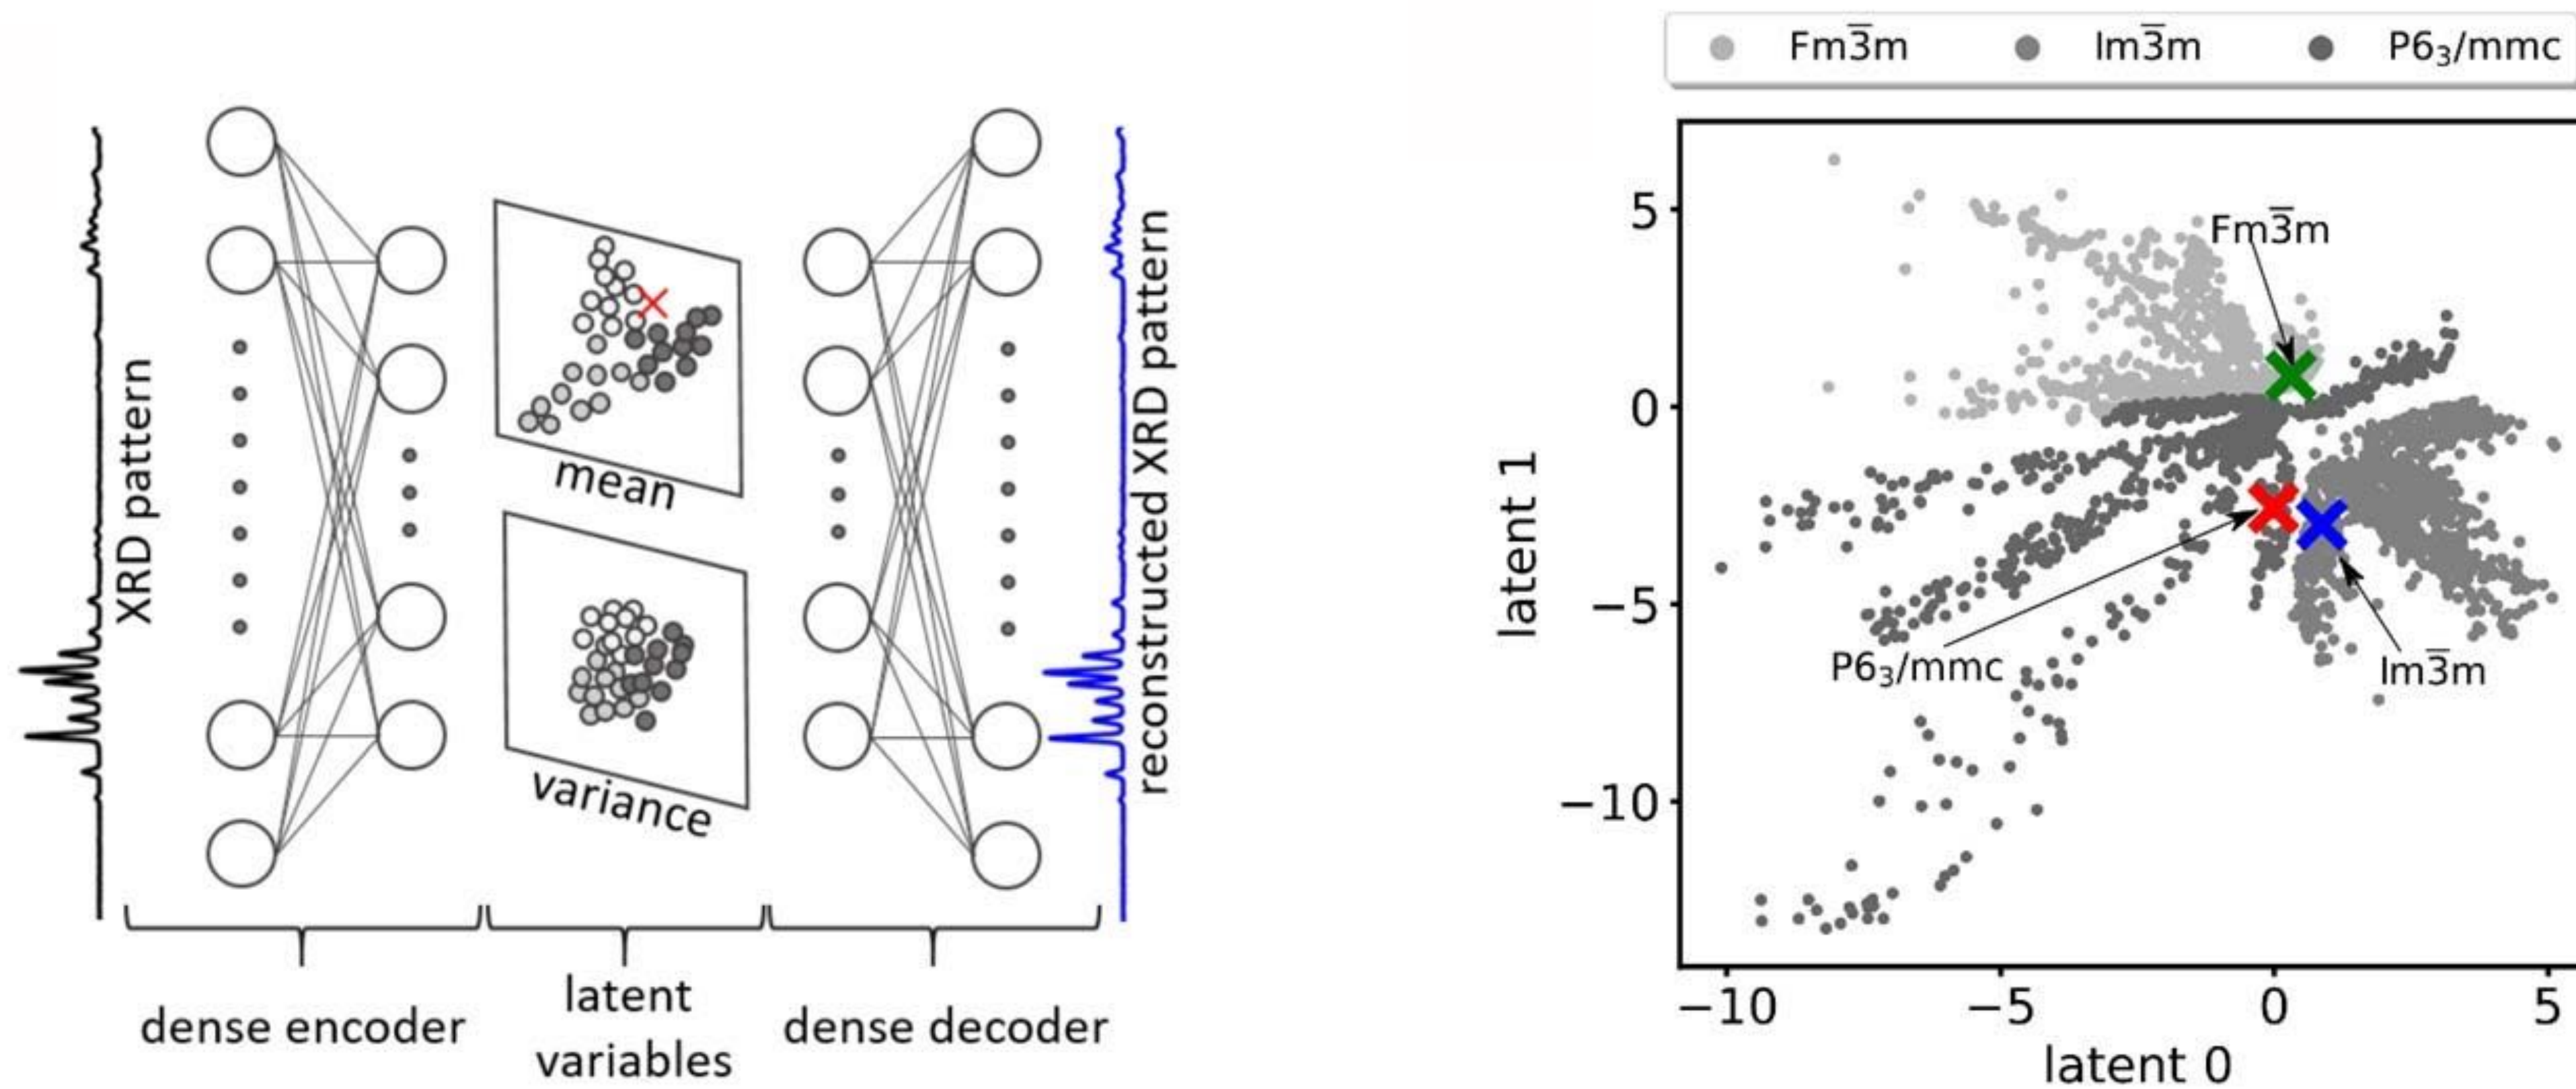 XRD pattern
mean
variance
reconstructed XRD pattern
dense encoder
latent
variables
dense decoder
Fm3̅m
Im3̅m
P6₃/mmc
5
0
−5
−10
latent 1
Fm3̅m
P6₃/mmc
Im3̅m
−10
−5
0
5
latent 0